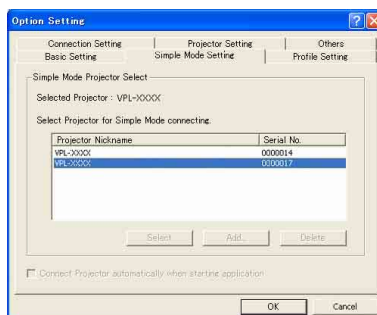 Option Setting
Connection Setting Projector Setting Others
Basic Setting Simple Mode Setting Profile Setting
Simple Mode Projector Select
Selected Projector : VPL-XXXX
Select Projector for Simple Mode connecting.
Projector Nickname Serial No.
VPL-XXXX 0000014
VPL-XXXX 0000017
Select Add... Delete
Connect Projector automatically when starting application
OK Cancel